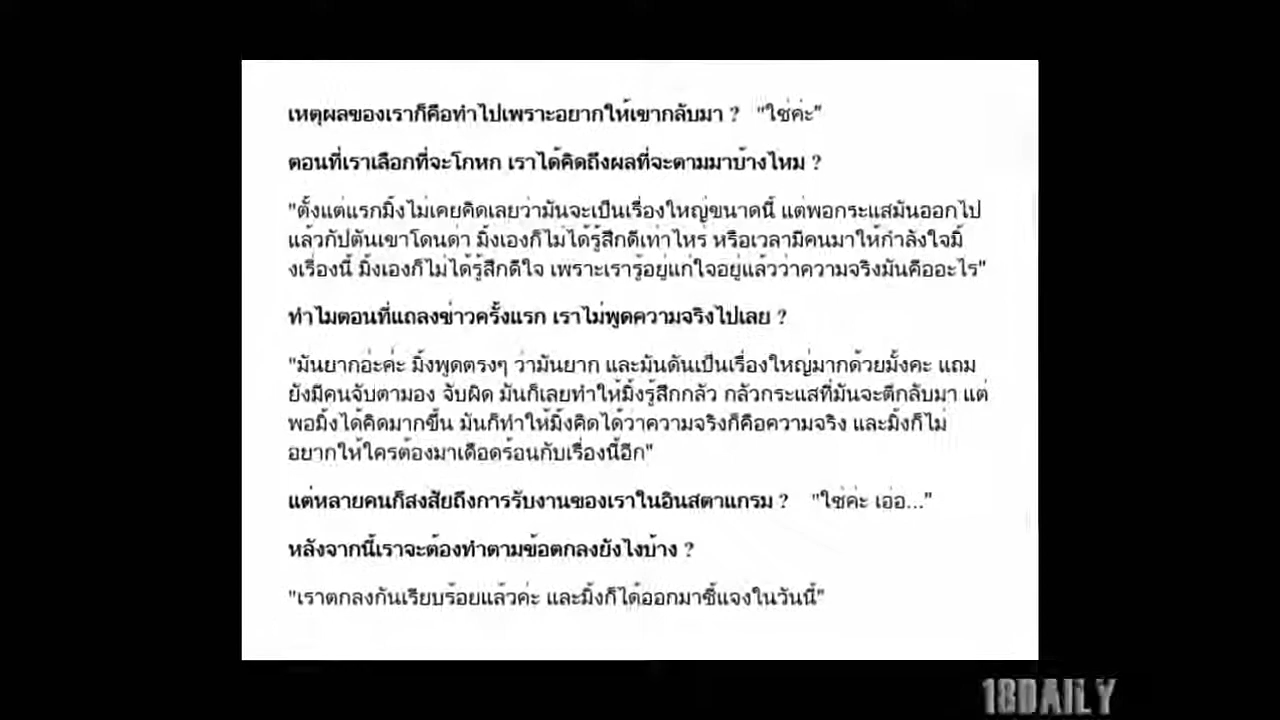 เหตุผลของเราก็คือทำไปเพราะอยากให้เขากลับมา ? "ใช่ค่ะ"
ตอนที่เราเลือกที่จะโกหก เราได้คิดถึงผลที่จะตามมาบ้างไหม ?
"ตั้งแต่แรกมิ้งไม่เคยคิดเลยว่ามันจะเป็นเรื่องใหญ่ขนาดนี้ แต่พอกระแสมันออกไป
แล้วกัปตันเขาโดนด่า มิ้งเองก็ไม่ได้รู้สึกดีเท่าไหร่ หรือเวลามีคนมาให้กำลังใจมิ้
งเรื่องนี้ มิ้งเองก็ไม่ได้รู้สึกดีใจ เพราะเรารู้อยู่แก่ใจอยู่แล้วว่าความจริงมันคืออะไร"
ทำไมตอนที่แถลงข่าวครั้งแรก เราไม่พูดความจริงไปเลย ?
"มันยากอ่ะค่ะ มิ้งพูดตรงๆ ว่ามันยาก และมันดันเป็นเรื่องใหญ่มากด้วยมั้งคะ แถม
ยังมีคนจับตามอง จับผิด มันก็เลยทำให้มิ้งรู้สึกกลัว กลัวกระแสที่มันจะตีกลับมา แต่
พอมิ้งได้คิดมากขึ้น มันก็ทำให้มิ้งคิดได้ว่าความจริงก็คือความจริง และมิ้งก็ไม่
อยากให้ใครต้องมาเดือดร้อนกับเรื่องนี้อีก"
แต่หลายคนก็สงสัยถึงการรับงานของเราในอินสตาแกรม ? "ใช่ค่ะ เอ่อ..."
หลังจากนี้เราจะต้องทำตามข้อตกลงยังไงบ้าง ?
"เราตกลงกันเรียบร้อยแล้วค่ะ และมิ้งก็ได้ออกมาชี้แจงในวันนี้"
18DAILY